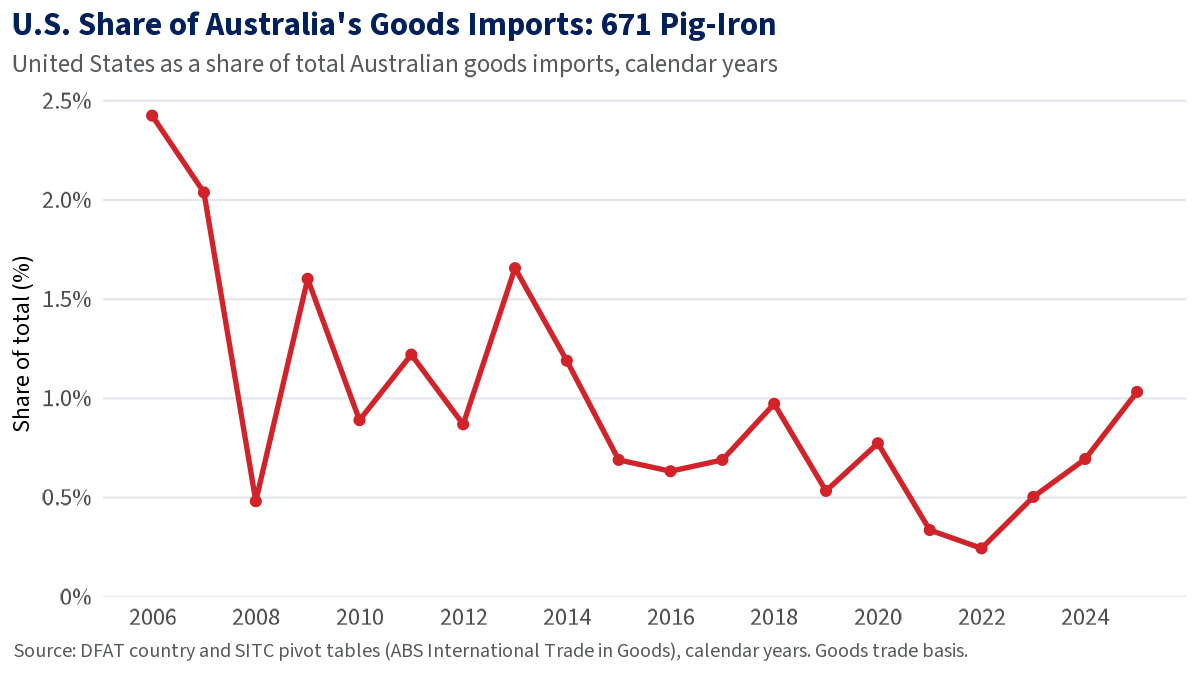 U.S. Share of Australia's Goods Imports: 671 Pig-Iron
United States as a share of total Australian goods imports, calendar years
Share of total (%)
2.5%
2.0%
1.5%
1.0%
0.5%
0%
2006 2008 2010 2012 2014 2016 2018 2020 2022 2024
Source: DFAT country and SITC pivot tables (ABS International Trade in Goods), calendar years. Goods trade basis.